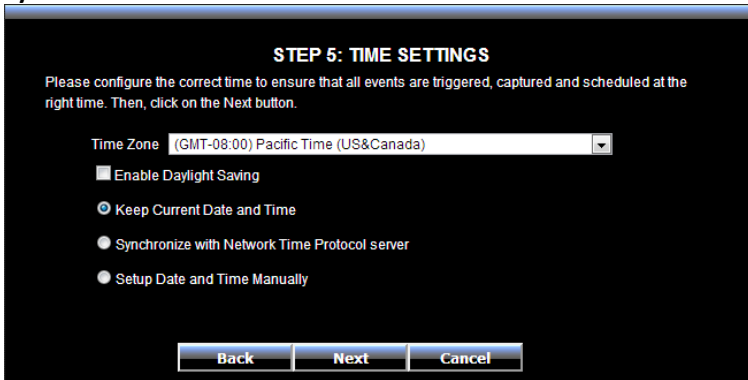 STEP 5: TIME SETTINGS
Please configure the correct time to ensure that all events are triggered, captured and scheduled at the
right time. Then, click on the Next button.
Time Zone (GMT-08:00) Pacific Time (US&Canada)
Enable Daylight Saving
Keep Current Date and Time
Synchronize with Network Time Protocol server
Setup Date and Time Manually
Back Next Cancel